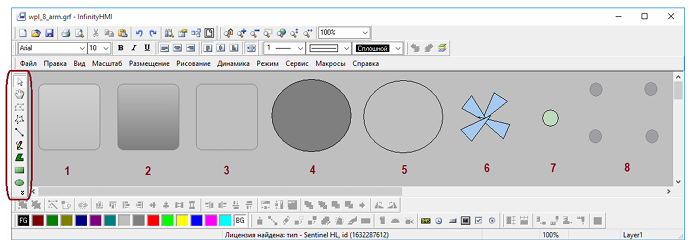 wpl_8_arm.grf - InfinityHMI
100%
Arial 10 B I U 1 Сплошной
Файл Правка Вид Масштаб Размещение Рисование Динамика Режим Сервис Макросы Справка
1 2 3 4 5 6 7 8
FG BG
Лицензия найдена: тип - Sentinel HL, id (1632287612) 100% Layer1